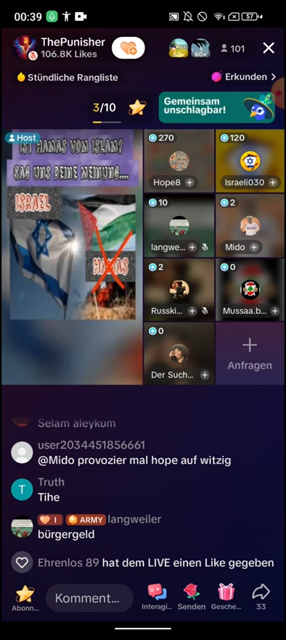 00:39
57
ThePunisher
106.8K Likes
101
Stündliche Rangliste
Erkunden >
3/10
Gemeinsam
unschlagbar!
Host
IST HAMAS VON ISLAM?
SAG UNS DEINE MEINUNG...
ISRAEL
HAMAS
270
Hope8
120
Israeli030
10
langwe...
2
Mido
2
Russki...
0
Mussaa.b...
0
Der Such...
Anfragen
Selam aleykum
user2034451856661
@Mido provozier mal hope auf witzig
T
Truth
Tihe
I ARMY langweiler
bürgergeld
Ehrenlos 89 hat dem LIVE einen Like gegeben
Abonn...
Komment...
Interagi...
Senden
Gesche...
33